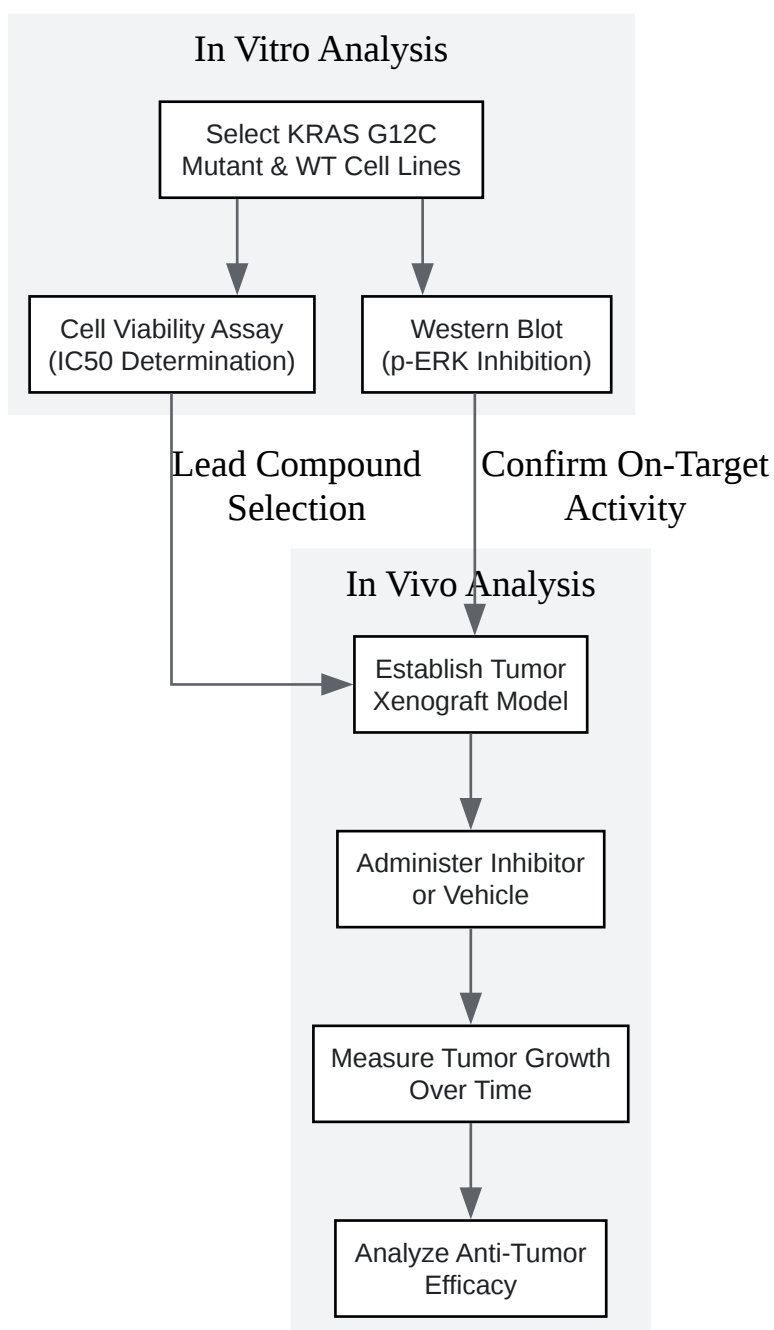 In Vitro Analysis
Select KRAS G12C
Mutant & WT Cell Lines
Cell Viability Assay
(IC50 Determination)
Western Blot
(p-ERK Inhibition)
Lead Compound
Selection
Confirm On-Target
Activity
In Vivo Analysis
Establish Tumor
Xenograft Model
Administer Inhibitor
or Vehicle
Measure Tumor Growth
Over Time
Analyze Anti-Tumor
Efficacy